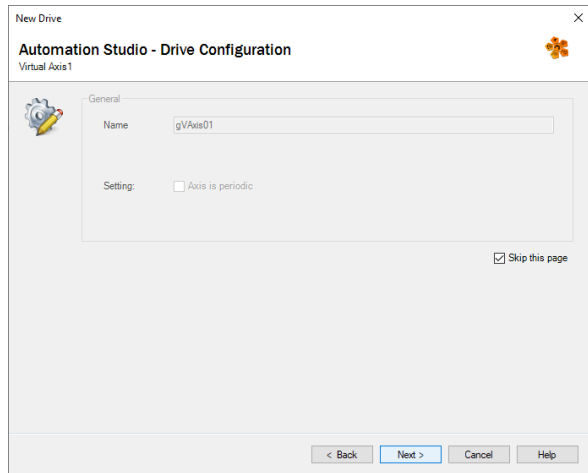 New Drive
Automation Studio - Drive Configuration
Virtual Axis1
General
Name gVAxis01
Setting: Axis is periodic
Skip this page
< Back Next > Cancel Help